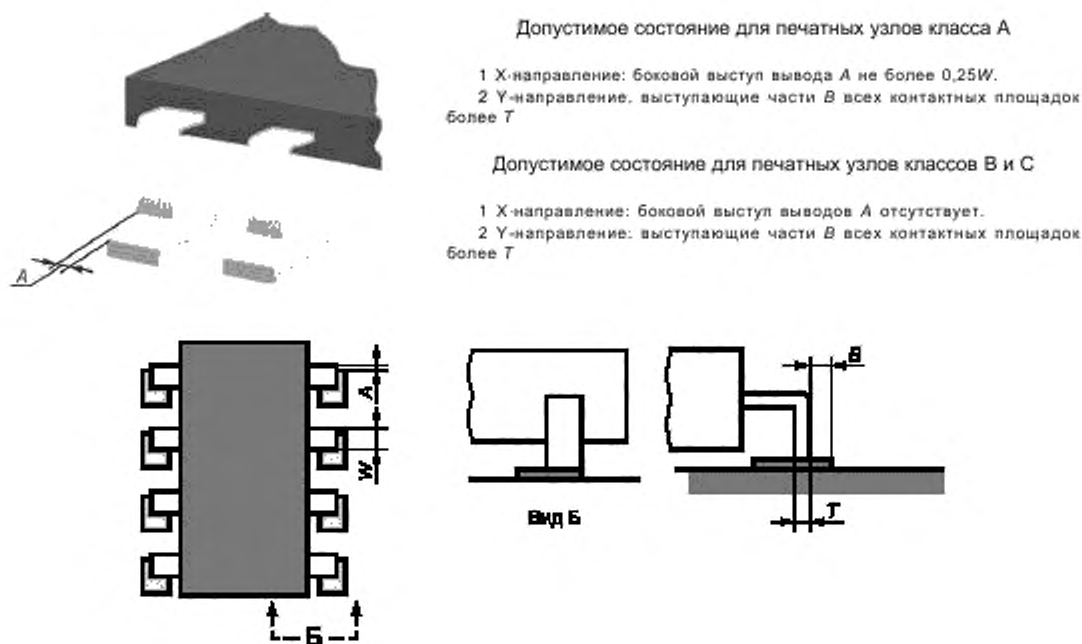 Допустимое состояние для печатных узлов класса А
1 X-направление: боковой выступ вывода А не более 0,25W.
2 Y-направление. выступающие части В всех контактных площадок
более Т
Допустимое состояние для печатных узлов классов В и С
1 X-направление: боковой выступ выводов А отсутствует.
2 Y-направление: выступающие части В всех контактных площадок
более Т
А
А
W
Б
Вид Б
В
Т